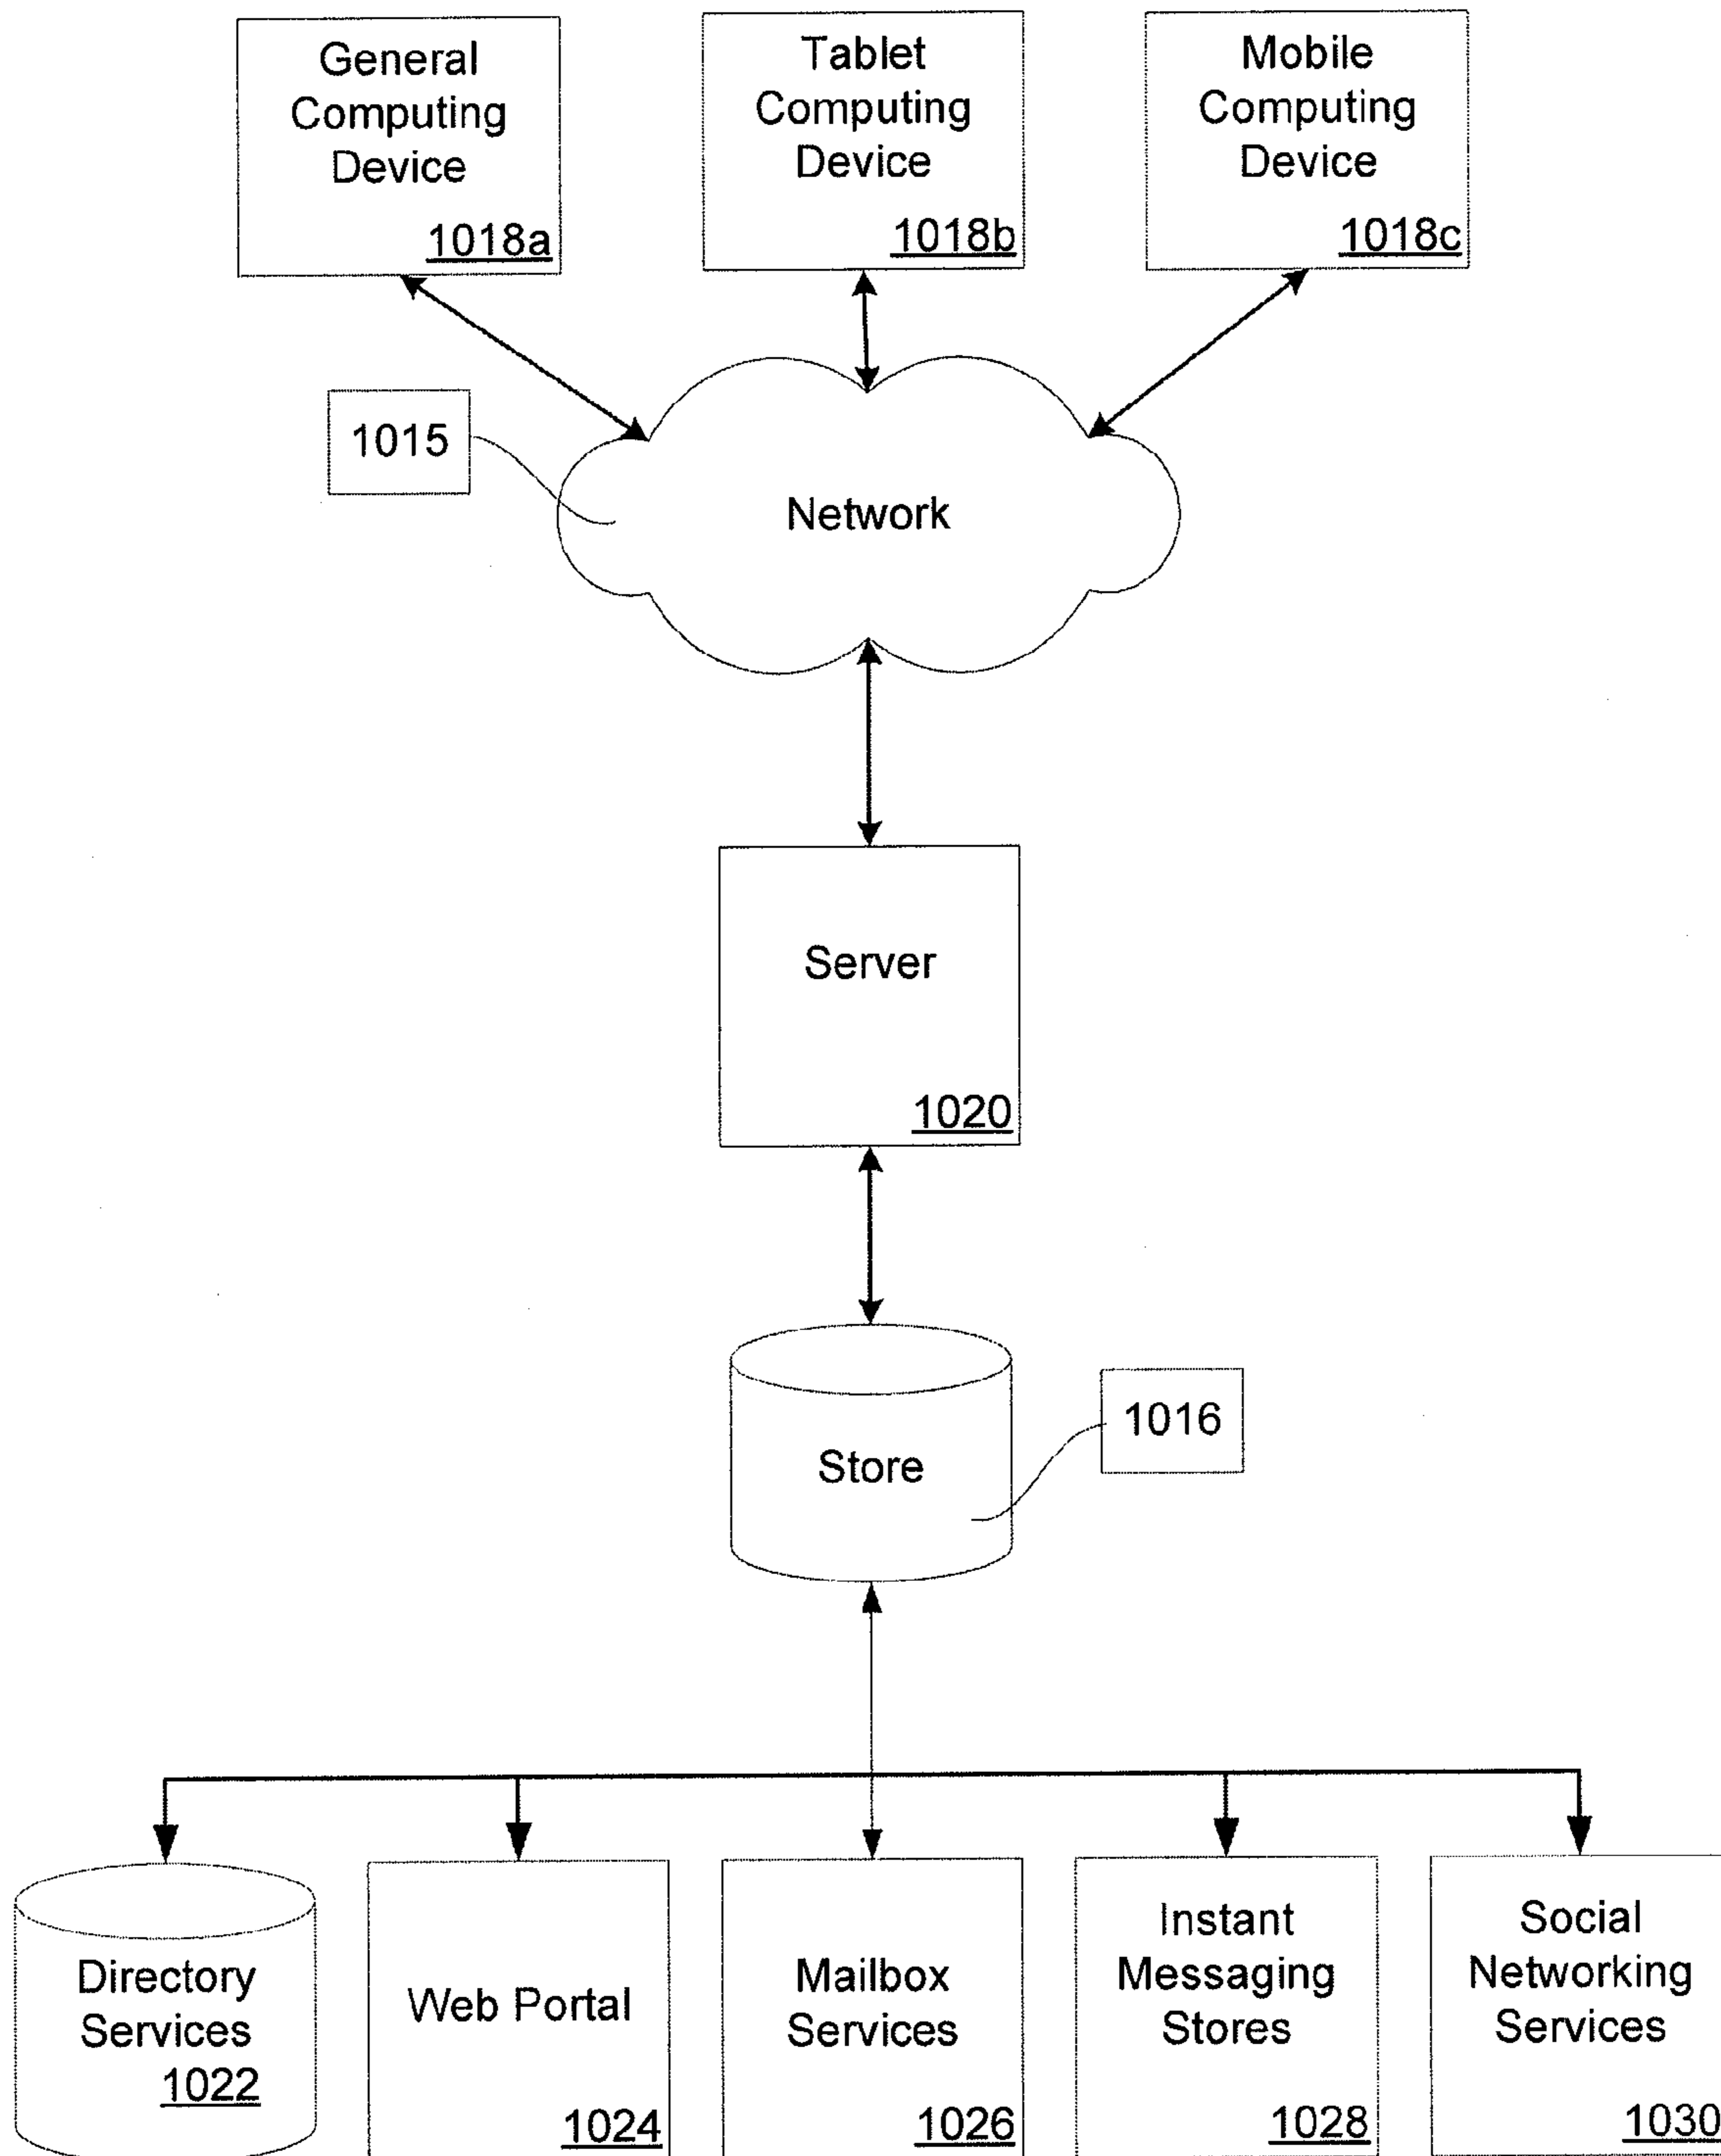 General
Computing
Device
1018a
Tablet
Computing
Device
1018b
Mobile
Computing
Device
1018c
1015
Network
Server
1020
Store
1016
Directory
Services
1022
Web Portal
1024
Mailbox
Services
1026
Instant
Messaging
Stores
1028
Social
Networking
Services
1030